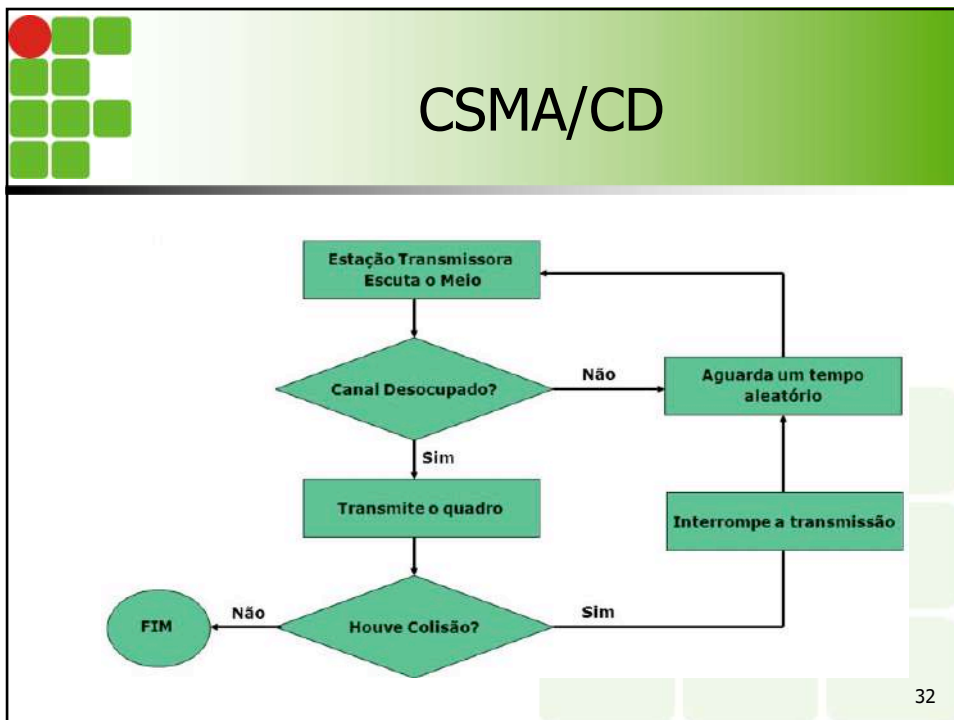 CSMA/CD
Estação Transmissora
Escuta o Meio
Canal Desocupado?
Não
Aguarda um tempo
aleatório
Sim
Transmite o quadro
Interrompe a transmissão
Houve Colisão?
Não
Sim
FIM
32